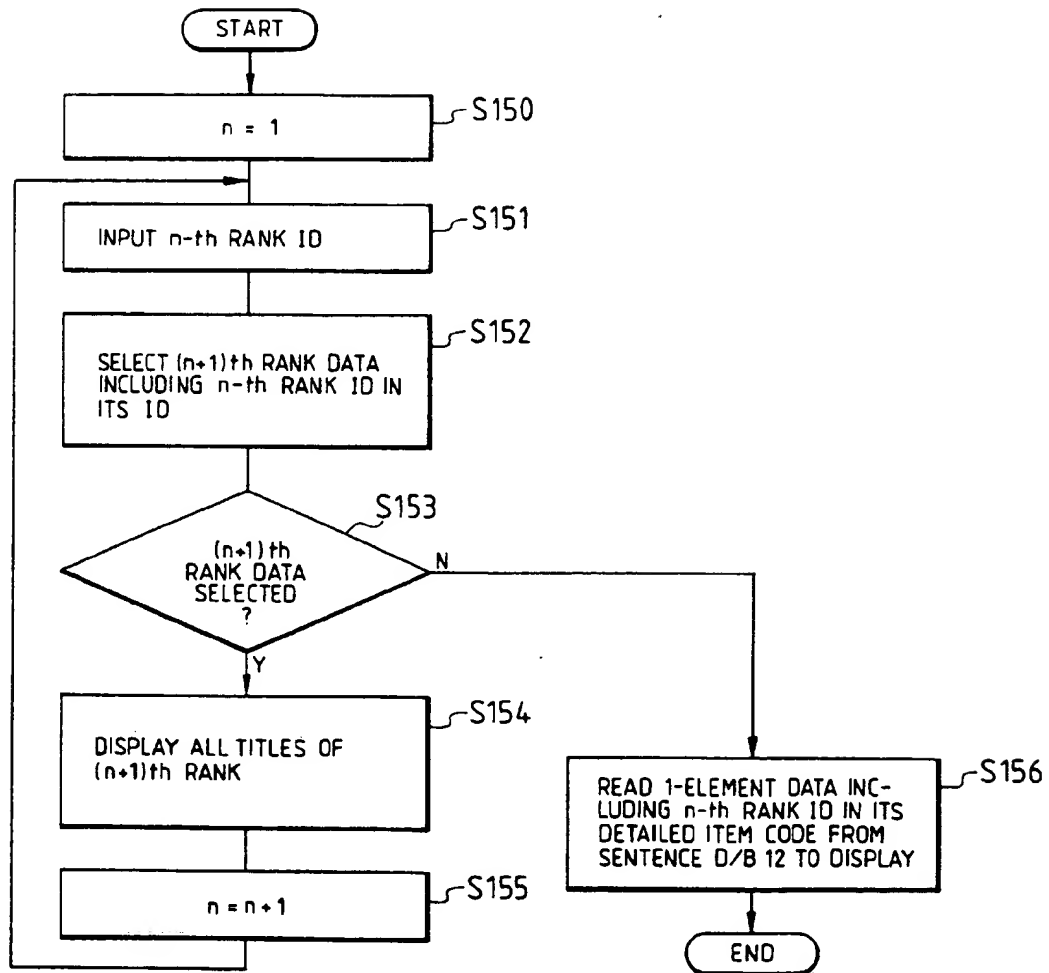 START
n = 1
S150
INPUT n-th RANK ID
S151
SELECT (n+1)th RANK DATA
INCLUDING n-th RANK ID IN
ITS ID
S152
(n+1)th
RANK DATA
SELECTED
?
S153
N
Y
DISPLAY ALL TITLES OF
(n+1)th RANK
S154
n = n+1
S155
READ 1-ELEMENT DATA INC-
LUDING n-th RANK ID IN ITS
DETAILED ITEM CODE FROM
SENTENCE D/B 12 TO DISPLAY
S156
END